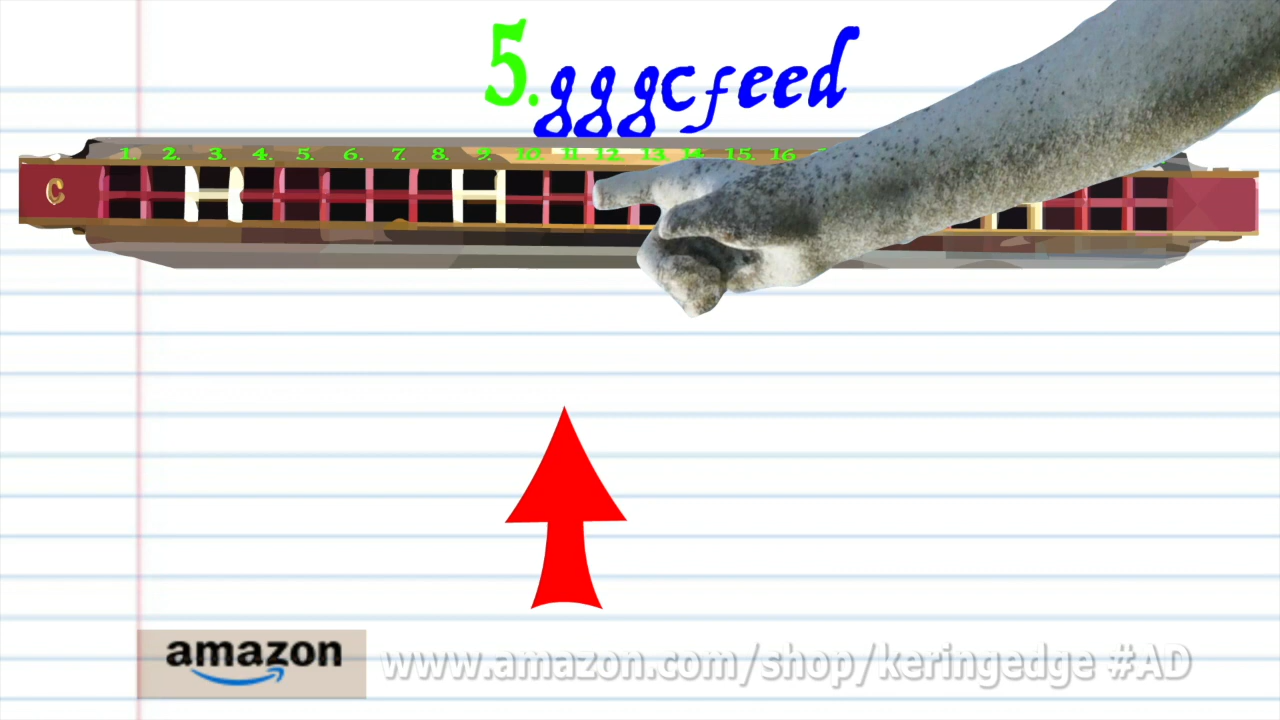 5.gggcfeed
1. 2. 3. 4. 5. 6. 7. 8. 9. 10. 11. 12. 13. 14. 15. 16.
C
amazon www.amazon.com/shop/keringedge #AD